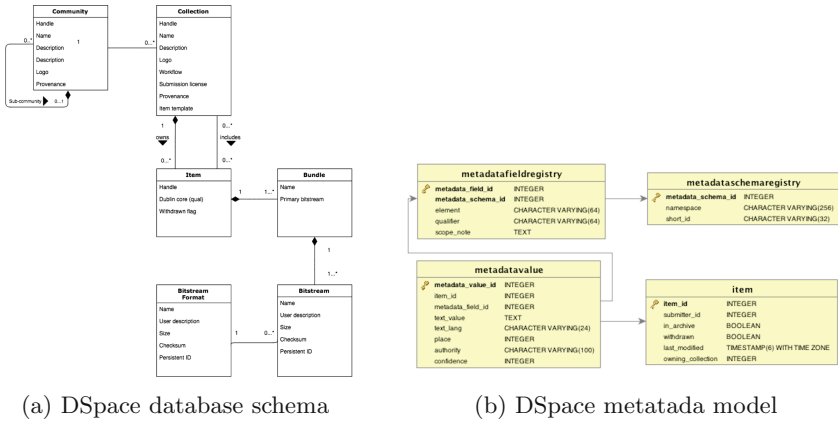 Community
Handle
Name
Description
Description
Logo
Provenance
0...*
1
0...*
Sub-community
0...1
Collection
Handle
Name
Description
Logo
Workflow
Submission license
Provenance
Item template
1
0...*
owns
includes
0...*
0...*
Item
Handle
Dublin core (qual)
Withdrawn flag
1
1...*
Bundle
Name
Primary bitstream
1
1...*
Bitstream
Format
Name
User description
Size
Checksum
Persistent ID
1
0...*
Bitstream
Name
User description
Size
Checksum
Persistent ID
(a) DSpace database schema
metadatafieldregistry
metadata_field_id INTEGER
metadata_schema_id INTEGER
element CHARACTER VARYING(64)
qualifier CHARACTER VARYING(64)
scope_note TEXT
metadataschemaregistry
metadata_schema_id INTEGER
namespace CHARACTER VARYING(256)
short_id CHARACTER VARYING(32)
metadatavalue
metadata_value_id INTEGER
item_id INTEGER
metadata_field_id INTEGER
text_value TEXT
text_lang CHARACTER VARYING(24)
place INTEGER
authority CHARACTER VARYING(100)
confidence INTEGER
item
item_id INTEGER
submitter_id INTEGER
in_archive BOOLEAN
withdrawn BOOLEAN
last_modified TIMESTAMP(6) WITH TIME ZONE
owning_collection INTEGER
(b) DSpace metatada model